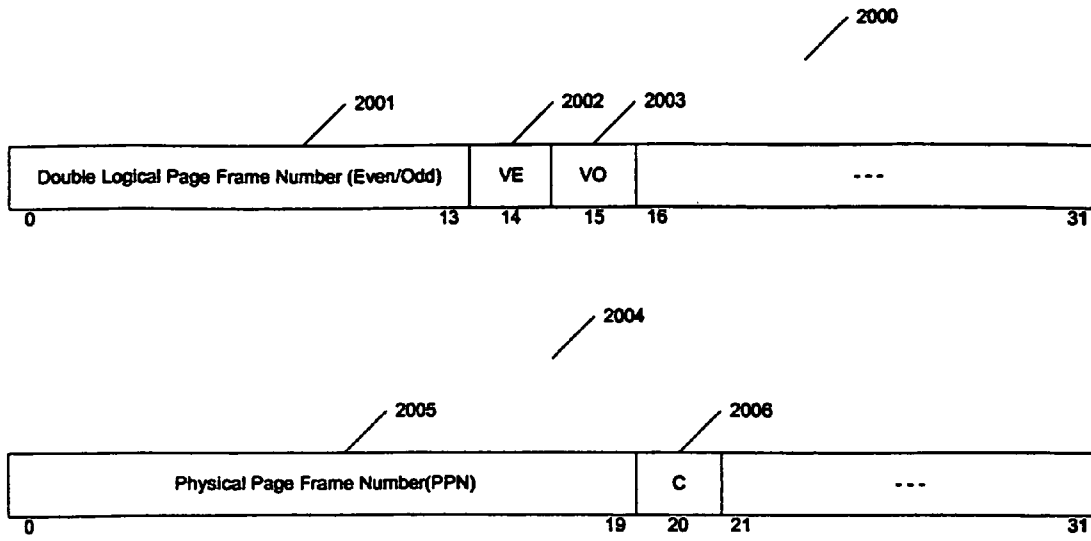 2000
2001
2002
2003
Double Logical Page Frame Number (Even/Odd) VE VO ---
0 13 14 15 16 31
2004
2005
2006
Physical Page Frame Number(PPN) C ---
0 19 20 21 31